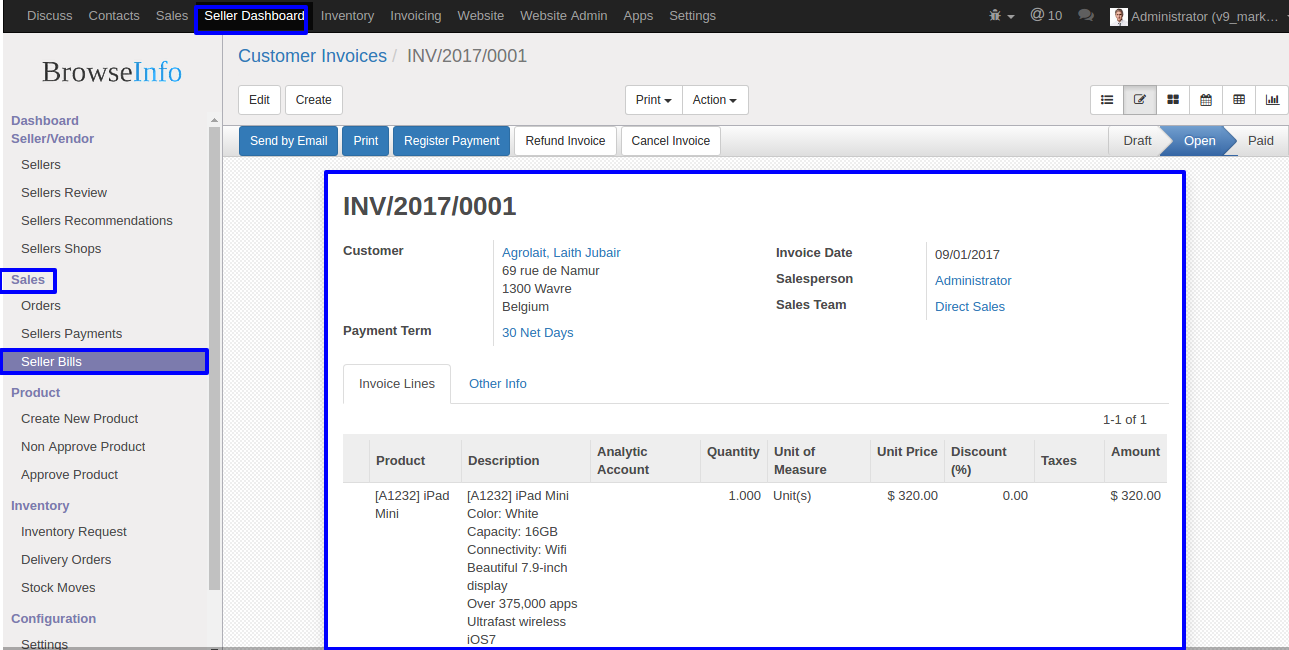 Discuss Contacts Sales Seller Dashboard Inventory Invoicing Website Website Admin Apps Settings @ 10 Administrator (v9_mark...
BrowseInfo
Dashboard
Seller/Vendor
Sellers
Sellers Review
Sellers Recommendations
Sellers Shops
Sales
Orders
Sellers Payments
Seller Bills
Product
Create New Product
Non Approve Product
Approve Product
Inventory
Inventory Request
Delivery Orders
Stock Moves
Configuration
Settings
Customer Invoices / INV/2017/0001
Edit Create Print Action
Send by Email Print Register Payment Refund Invoice Cancel Invoice Draft Open Paid
INV/2017/0001
Customer
Agrolait, Laith Jubair
69 rue de Namur
1300 Wavre
Belgium
Payment Term 30 Net Days
Invoice Date 09/01/2017
Salesperson Administrator
Sales Team Direct Sales
Invoice Lines Other Info
1-1 of 1
Product Description Analytic Account Quantity Unit of Measure Unit Price Discount (%) Taxes Amount
[A1232] iPad Mini
[A1232] iPad Mini
Color: White
Capacity: 16GB
Connectivity: Wifi
Beautiful 7.9-inch
display
Over 375,000 apps
Ultrafast wireless
iOS7
1.000 Unit(s) $ 320.00 0.00 $ 320.00